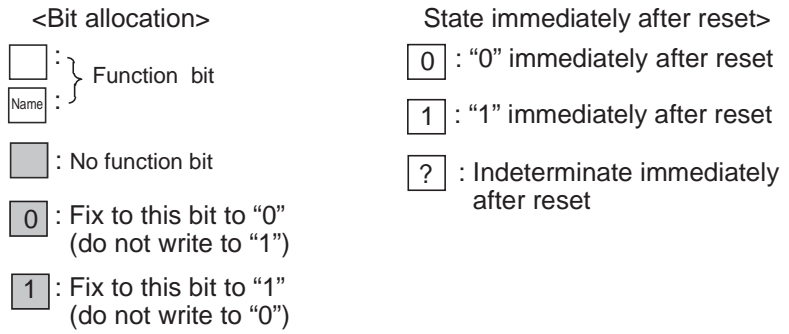 <Bit allocation>
:
Function bit
Name :
: No function bit
0 : Fix to this bit to “0”
(do not write to “1”)
1 : Fix to this bit to “1”
(do not write to “0”)
State immediately after reset>
0 : “0” immediately after reset
1 : “1” immediately after reset
? : Indeterminate immediately
after reset